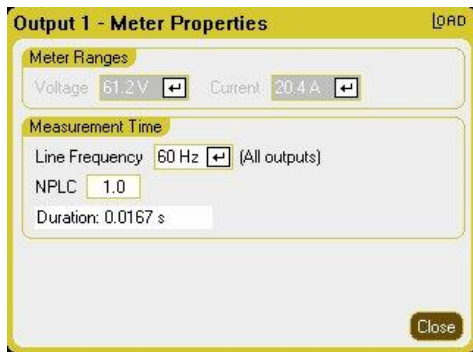 Output 1 - Meter Properties LOAD
Meter Ranges
Voltage 61.2 V Current 20.4 A
Measurement Time
Line Frequency 60 Hz (All outputs)
NPLC 1.0
Duration: 0.0167 s
Close